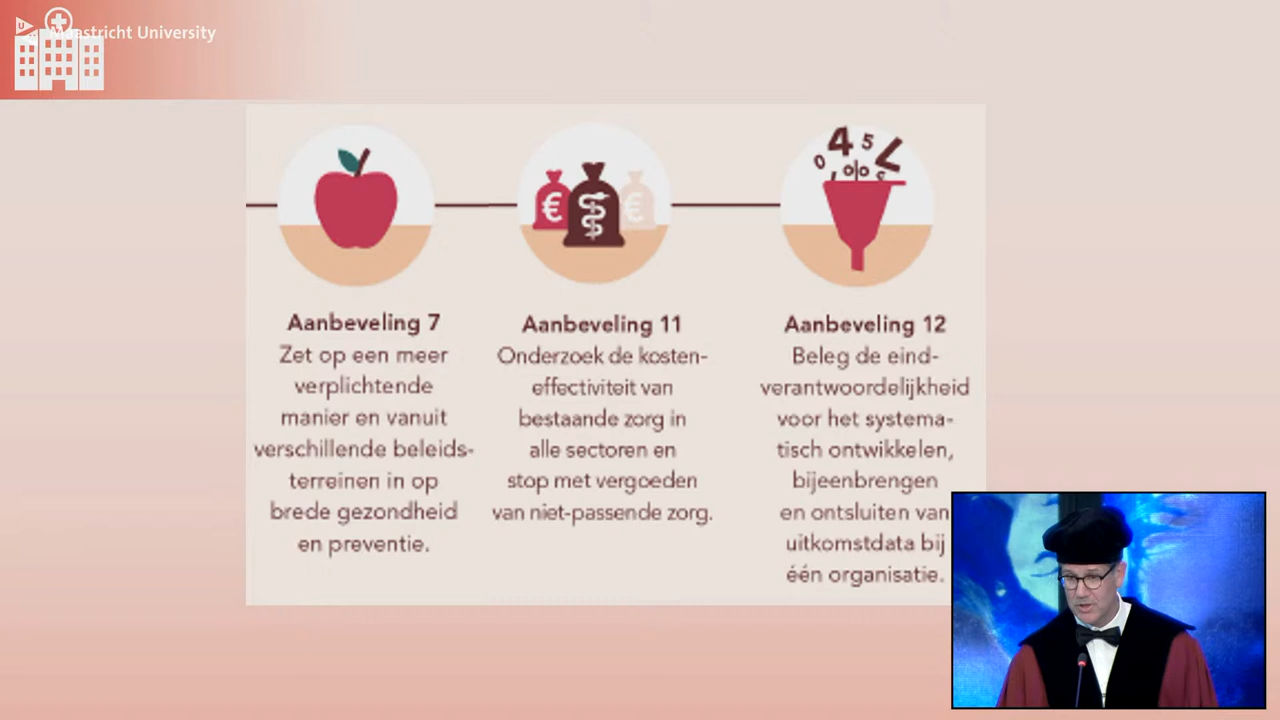 Maastricht University
Aanbeveling 7
Zet op een meer
verplichtende
manier en vanuit
verschillende beleids-
terreinen in op
brede gezondheid
en preventie.
Aanbeveling 11
Onderzoek de kosten-
effectiviteit van
bestaande zorg in
alle sectoren en
stop met vergoeden
van niet-passende zorg.
Aanbeveling 12
Beleg de eind-
verantwoordelijkheid
voor het systema-
tisch ontwikkelen,
bijeenbrengen
en ontsluiten van
uitkomstdata bij
één organisatie.